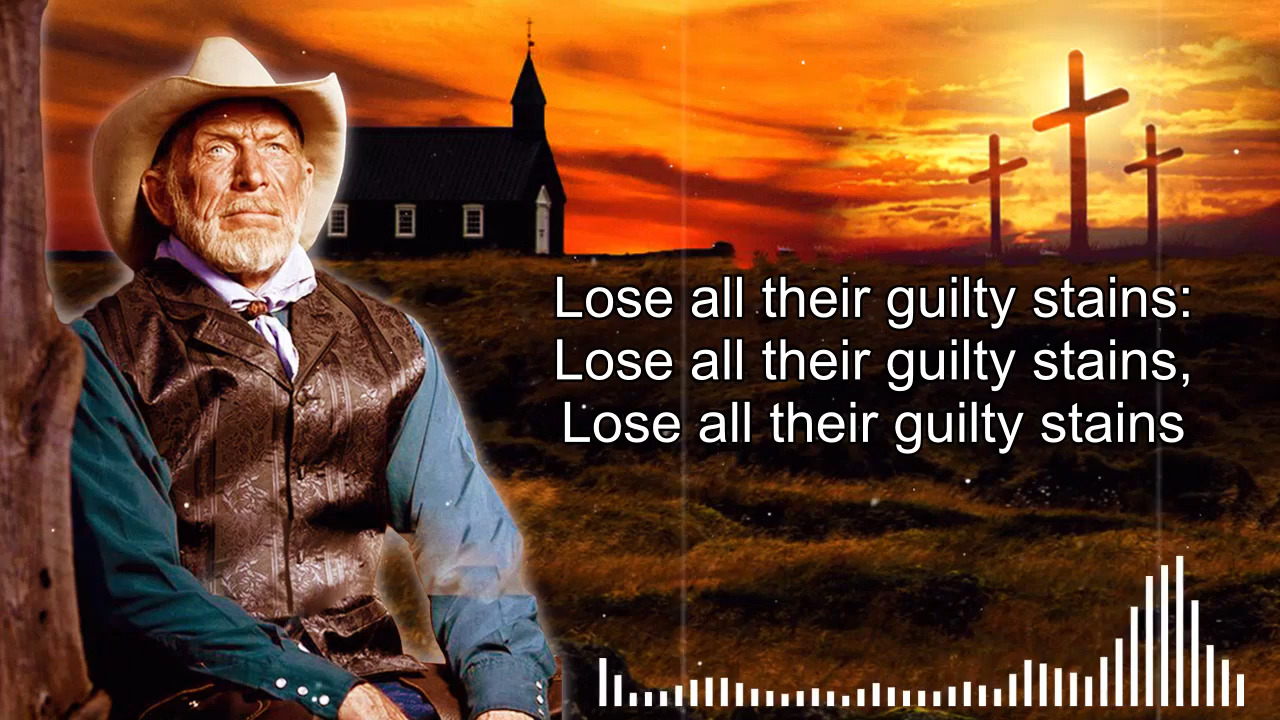 Lose all their guilty stains:
Lose all their guilty stains,
Lose all their guilty stains